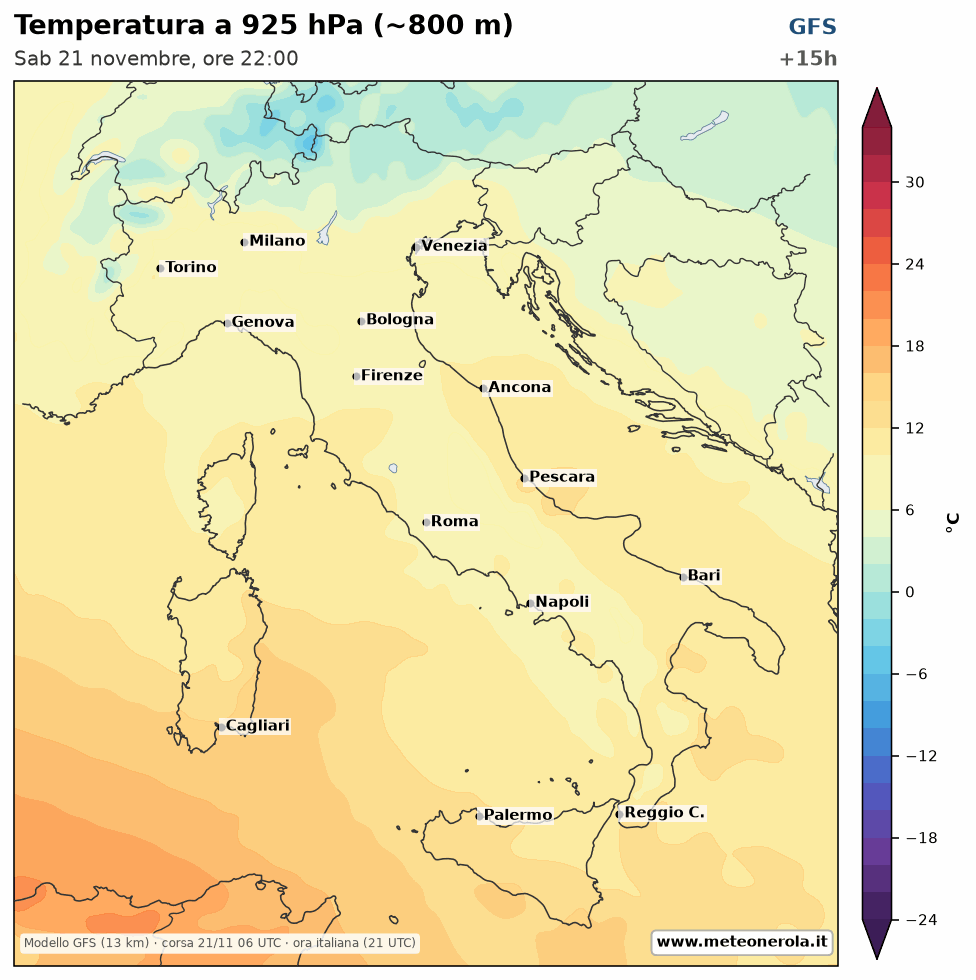 Temperatura a 925 hPa (~800 m)
GFS
Sab 21 novembre, ore 22:00
+15h
Milano
Venezia
Torino
Genova
Bologna
Firenze
Ancona
Pescara
Roma
Bari
Napoli
Cagliari
Palermo
Reggio C.
30
24
18
12
6
0
−6
−12
−18
−24
°C
Modello GFS (13 km) · corsa 21/11 06 UTC · ora italiana (21 UTC)
www.meteonerola.it